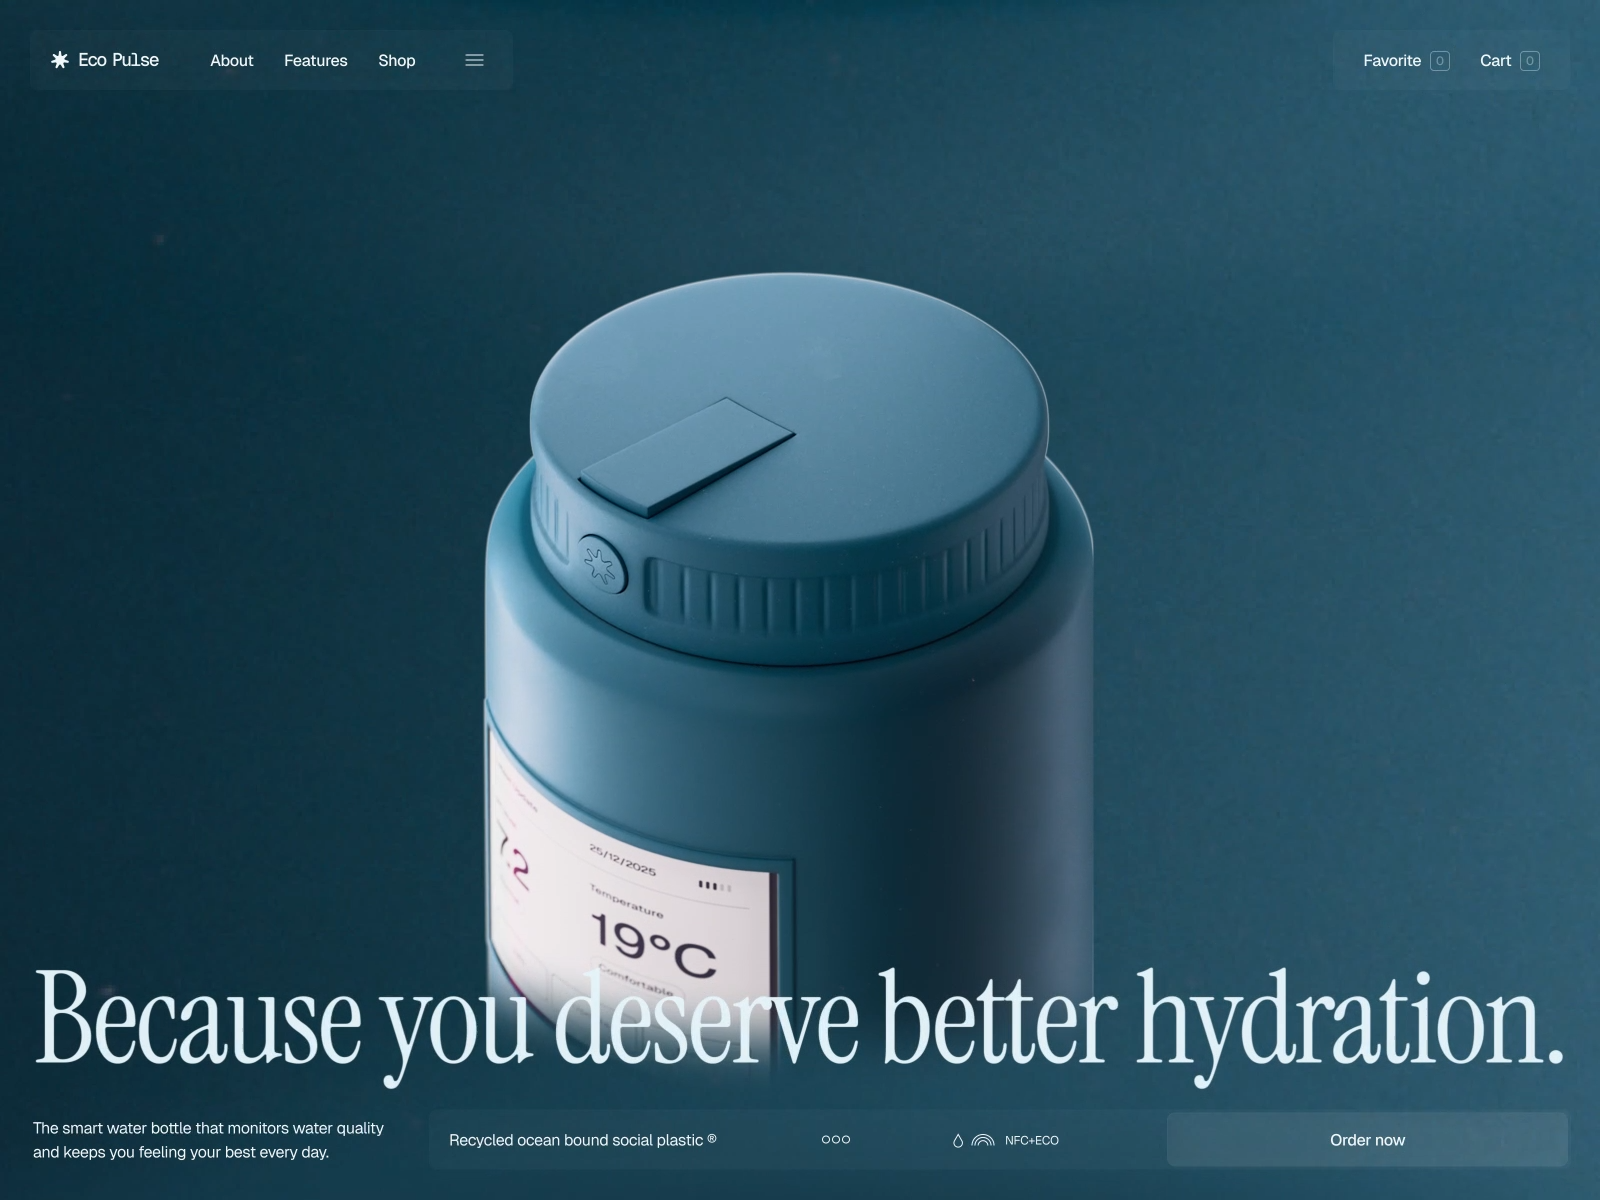 Eco Pulse
About
Features
Shop
Favorite 0
Cart 0
7.2
25/12/2025
Temperature
19°C
Comfortable
Because you deserve better hydration.
The smart water bottle that monitors water quality
and keeps you feeling your best every day.
Recycled ocean bound social plastic ®
NFC+ECO
Order now